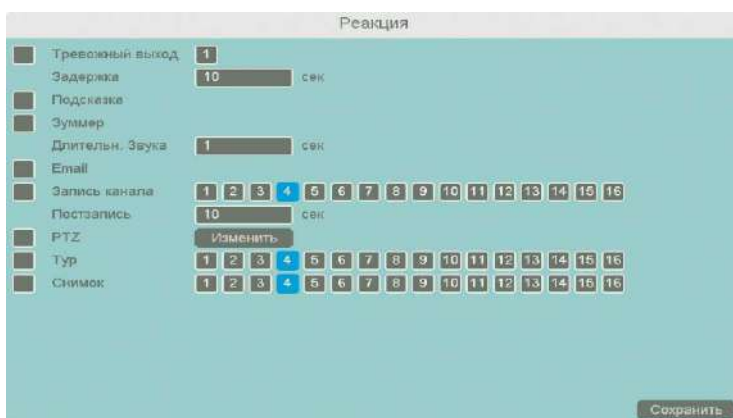 Реакция
Тревожный выход 1
Задержка 10 сек
Подсказка
Зуммер
Длительн. Звука 1 сек
Email
Запись канала 1 2 3 4 5 6 7 8 9 10 11 12 13 14 15 16
Постзапись 10 сек
PTZ Изменить
Тур 1 2 3 4 5 6 7 8 9 10 11 12 13 14 15 16
Снимок 1 2 3 4 5 6 7 8 9 10 11 12 13 14 15 16
Сохранить